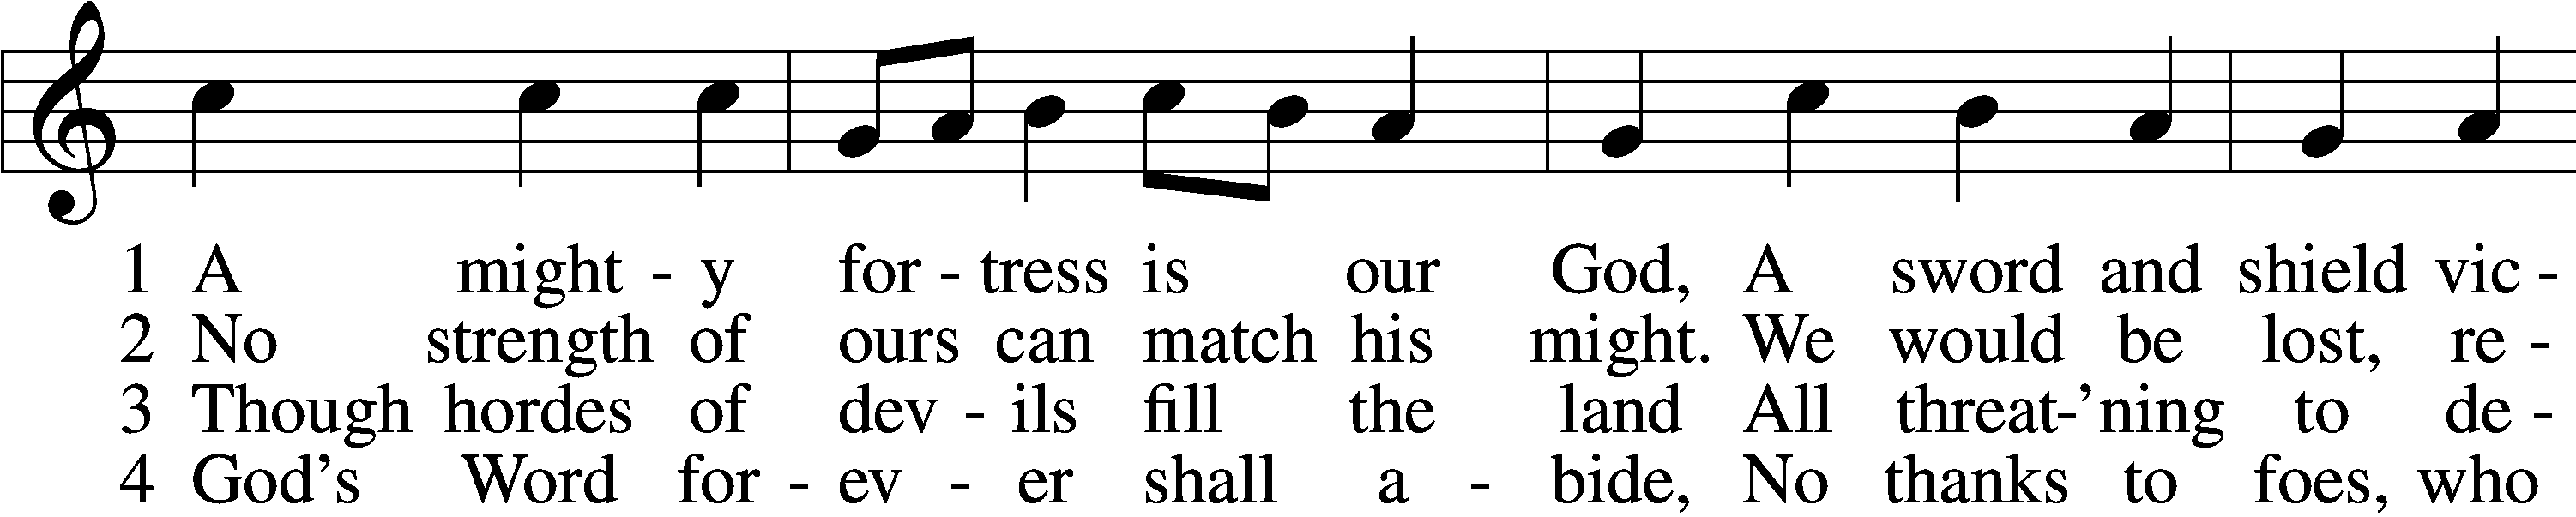 1 A might - y for - tress is our God, A sword and shield vic -
2 No strength of ours can match his might. We would be lost, re -
3 Though hordes of dev - ils fill the land All threat-’ning to de -
4 God’s Word for - ev - er shall a - bide, No thanks to foes, who